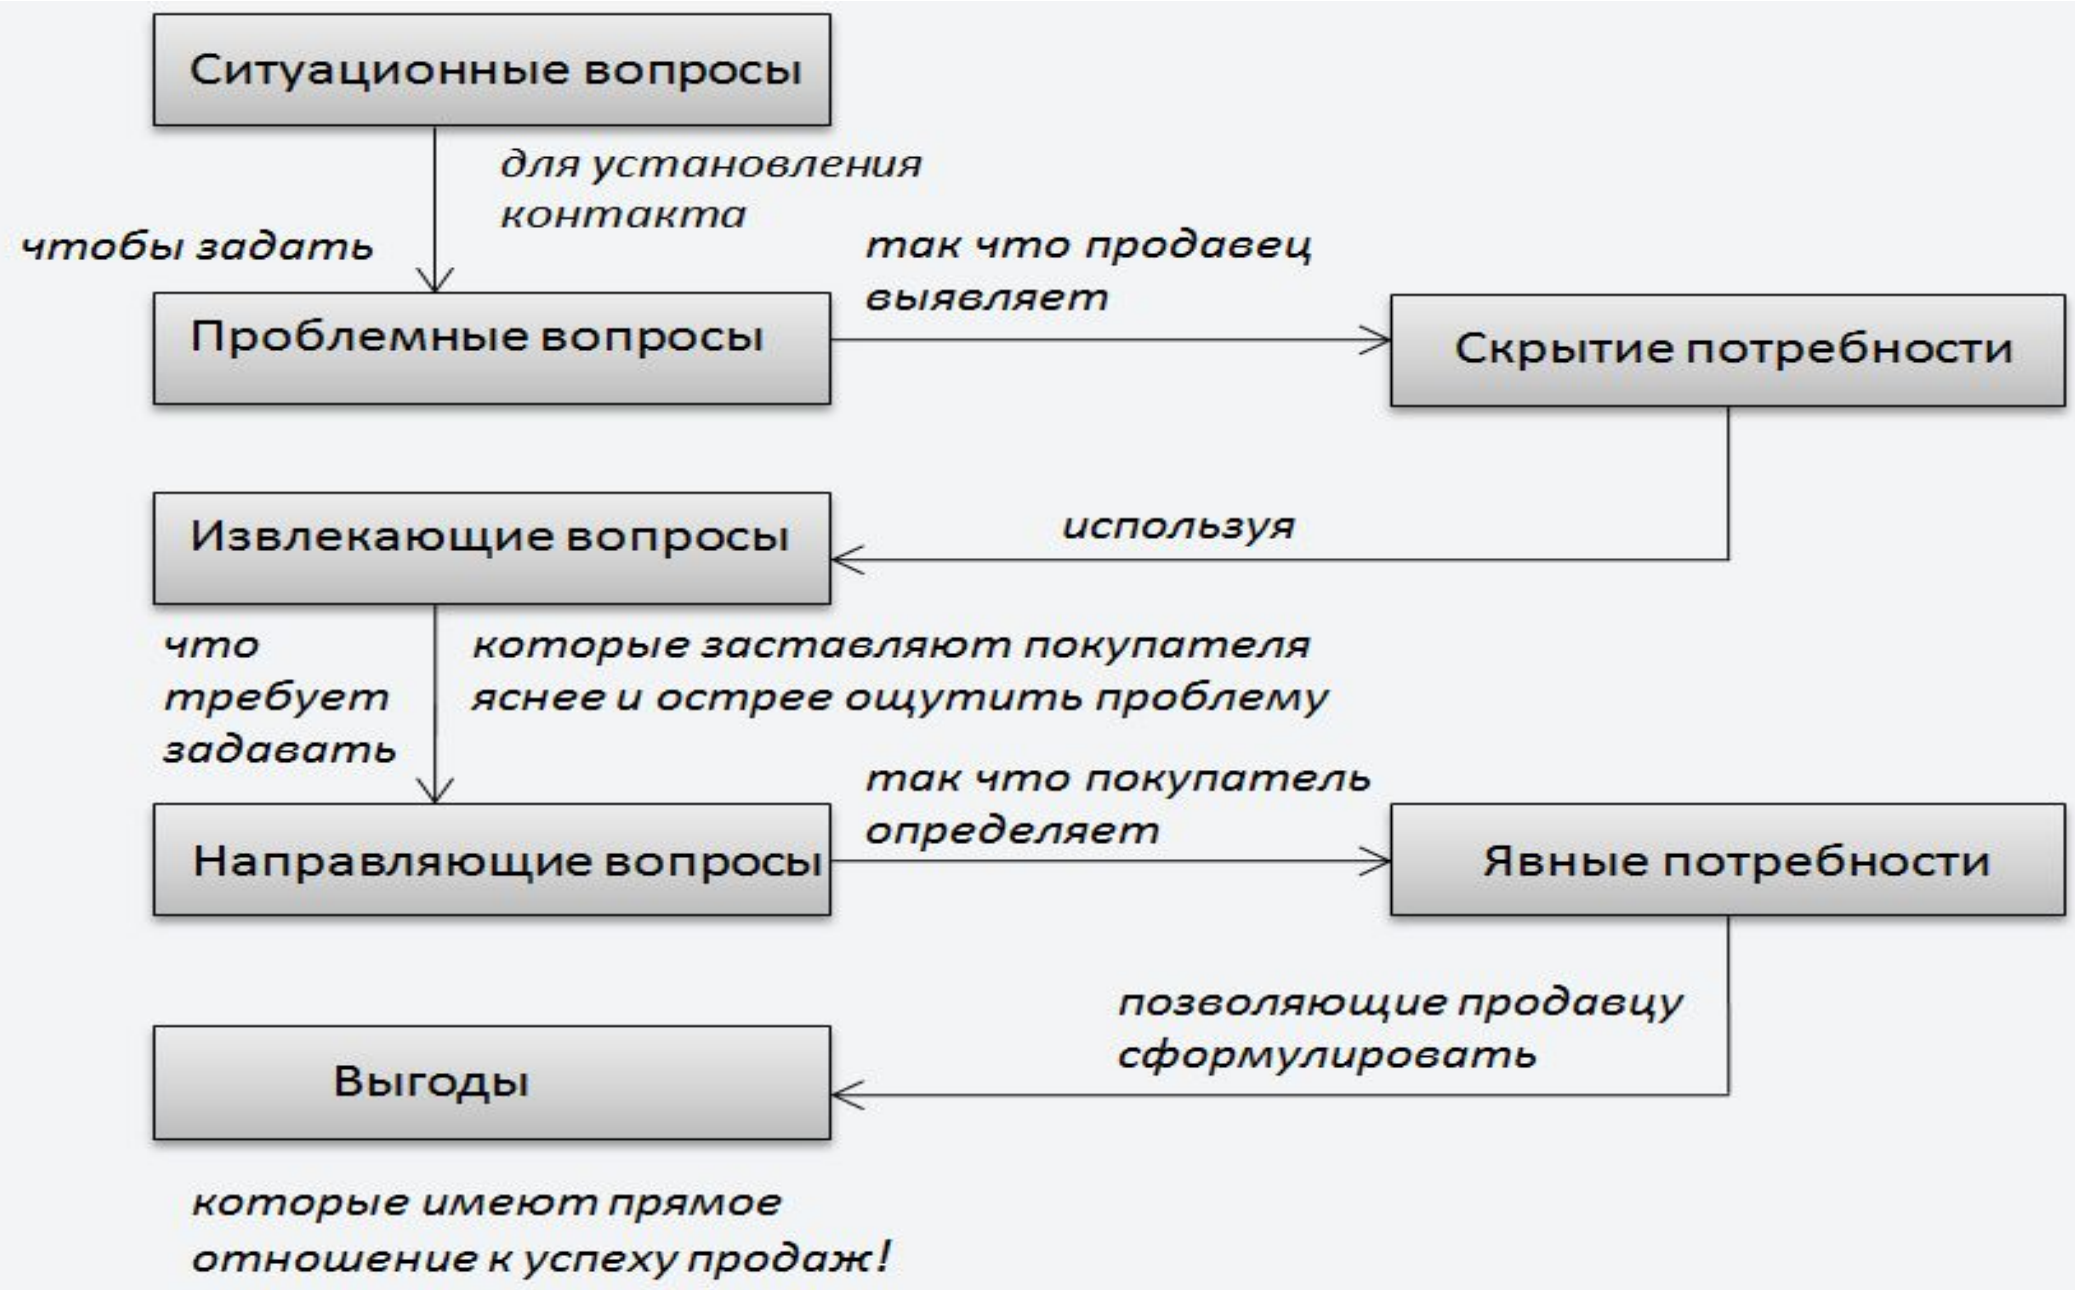 Ситуационные вопросы
для установления
контакта
чтобы задать
так что продавец
выявляет
Проблемные вопросы
Скрытие потребности
Извлекающие вопросы
используя
что
требует
задавать
которые заставляют покупателя
яснее и острее ощутить проблему
так что покупатель
определяет
Направляющие вопросы
Явные потребности
позволяющие продавцу
сформулировать
Выгоды
которые имеют прямое
отношение к успеху продаж!